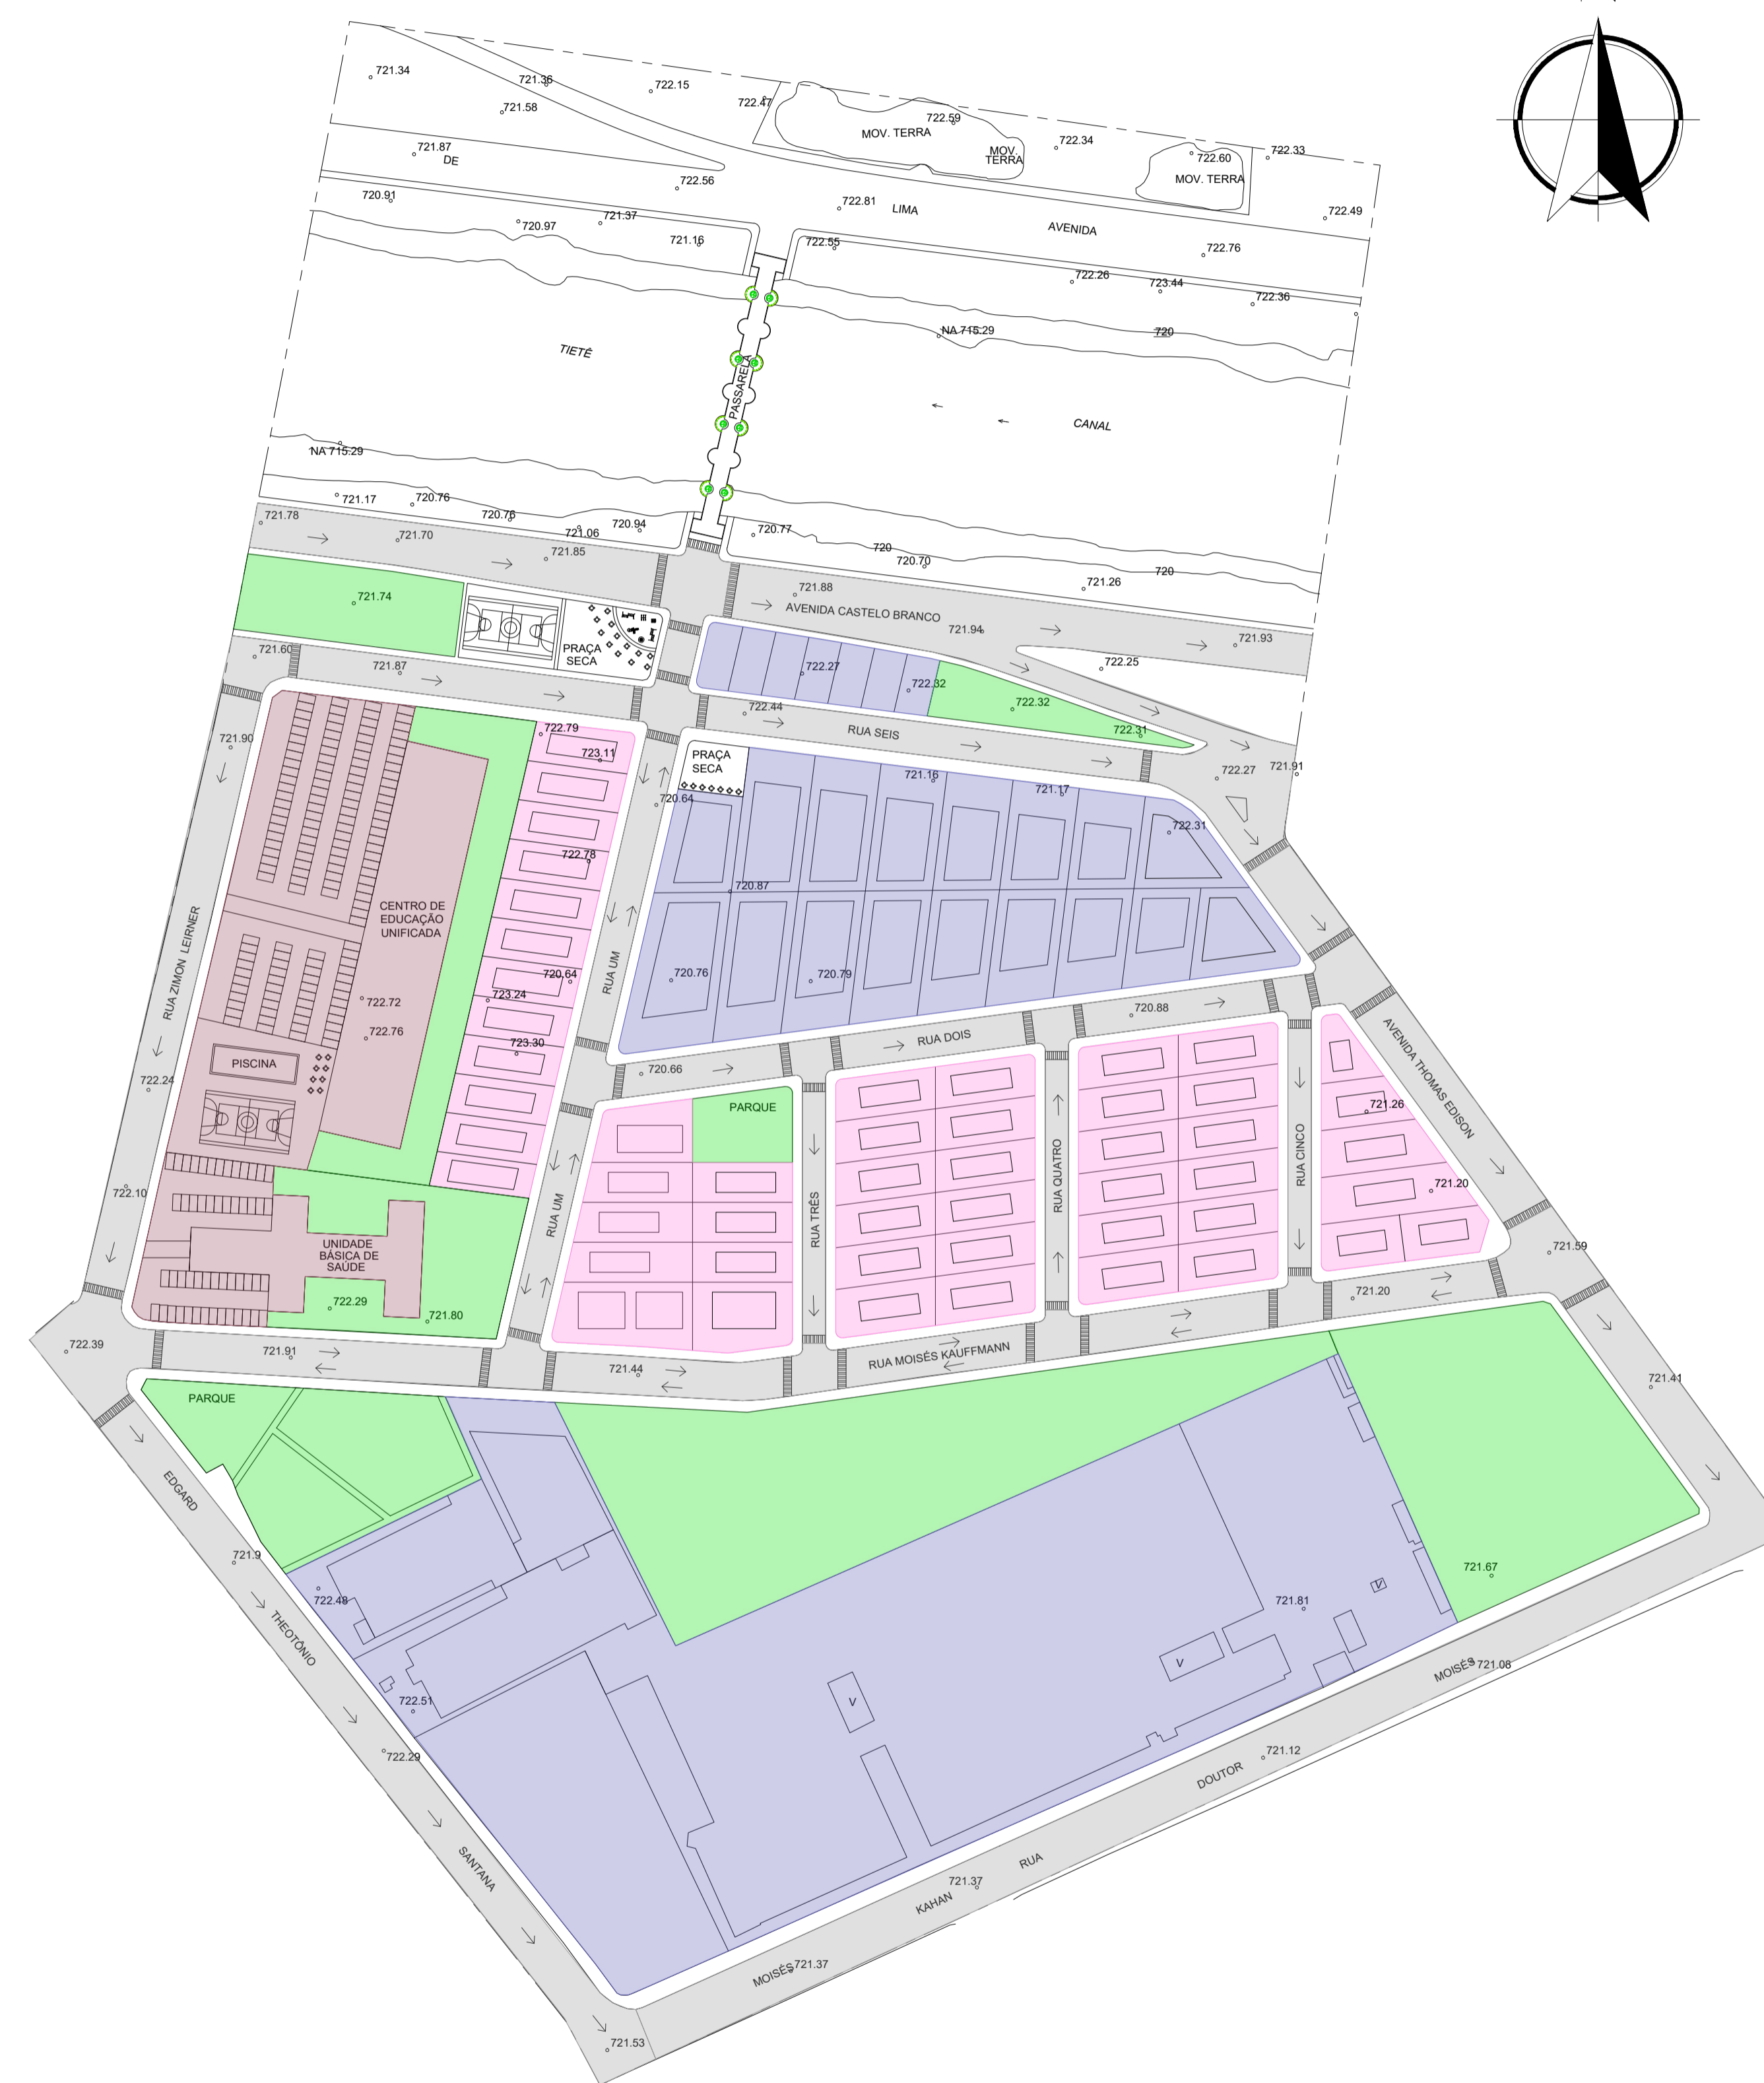 721.34
721.36
722.15
721.58
722.47
722.59
MOV. TERRA
MOV.
TERRA
722.34
722.60
722.33
MOV. TERRA
721.87
DE
722.56
720.91
722.81
LIMA
722.49
AVENIDA
720.97
721.37
721.16
722.55
722.76
722.26
723.44
722.36
NA 715.29
720
TIETÊ
PASSARELA
CANAL
NA 715.29
721.17
720.76
720.76
721.06
720.94
720.77
720
720.70
720
721.26
721.78
721.70
721.85
721.88
AVENIDA CASTELO BRANCO
721.94
721.93
721.74
PRAÇA
SECA
721.60
721.87
722.27
722.32
722.25
722.32
722.31
722.44
RUA SEIS
721.90
722.79
723.11
PRAÇA
SECA
721.16
721.17
722.27
721.91
720.64
722.31
722.78
720.87
CENTRO DE
EDUCAÇÃO
UNIFICADA
RUA ZIMON LEIRNER
RUA UM
720.64
720.76
720.79
722.72
723.24
722.76
723.30
720.88
RUA DOIS
720.66
AVENIDA THOMAS EDISON
PISCINA
722.24
PARQUE
721.26
RUA TRÊS
RUA QUATRO
RUA CINCO
722.10
RUA UM
721.20
UNIDADE
BÁSICA DE
SAÚDE
721.59
722.29
721.80
721.20
722.39
721.91
721.44
RUA MOISÉS KAUFFMANN
721.41
PARQUE
EDGARD
721.9
THEOTÔNIO
722.48
721.67
721.81
V
V
V
722.51
722.29
MOISÉS
721.08
DOUTOR
721.12
SANTANA
RUA
721.37
KAHAN
MOISÉS
721.37
721.53